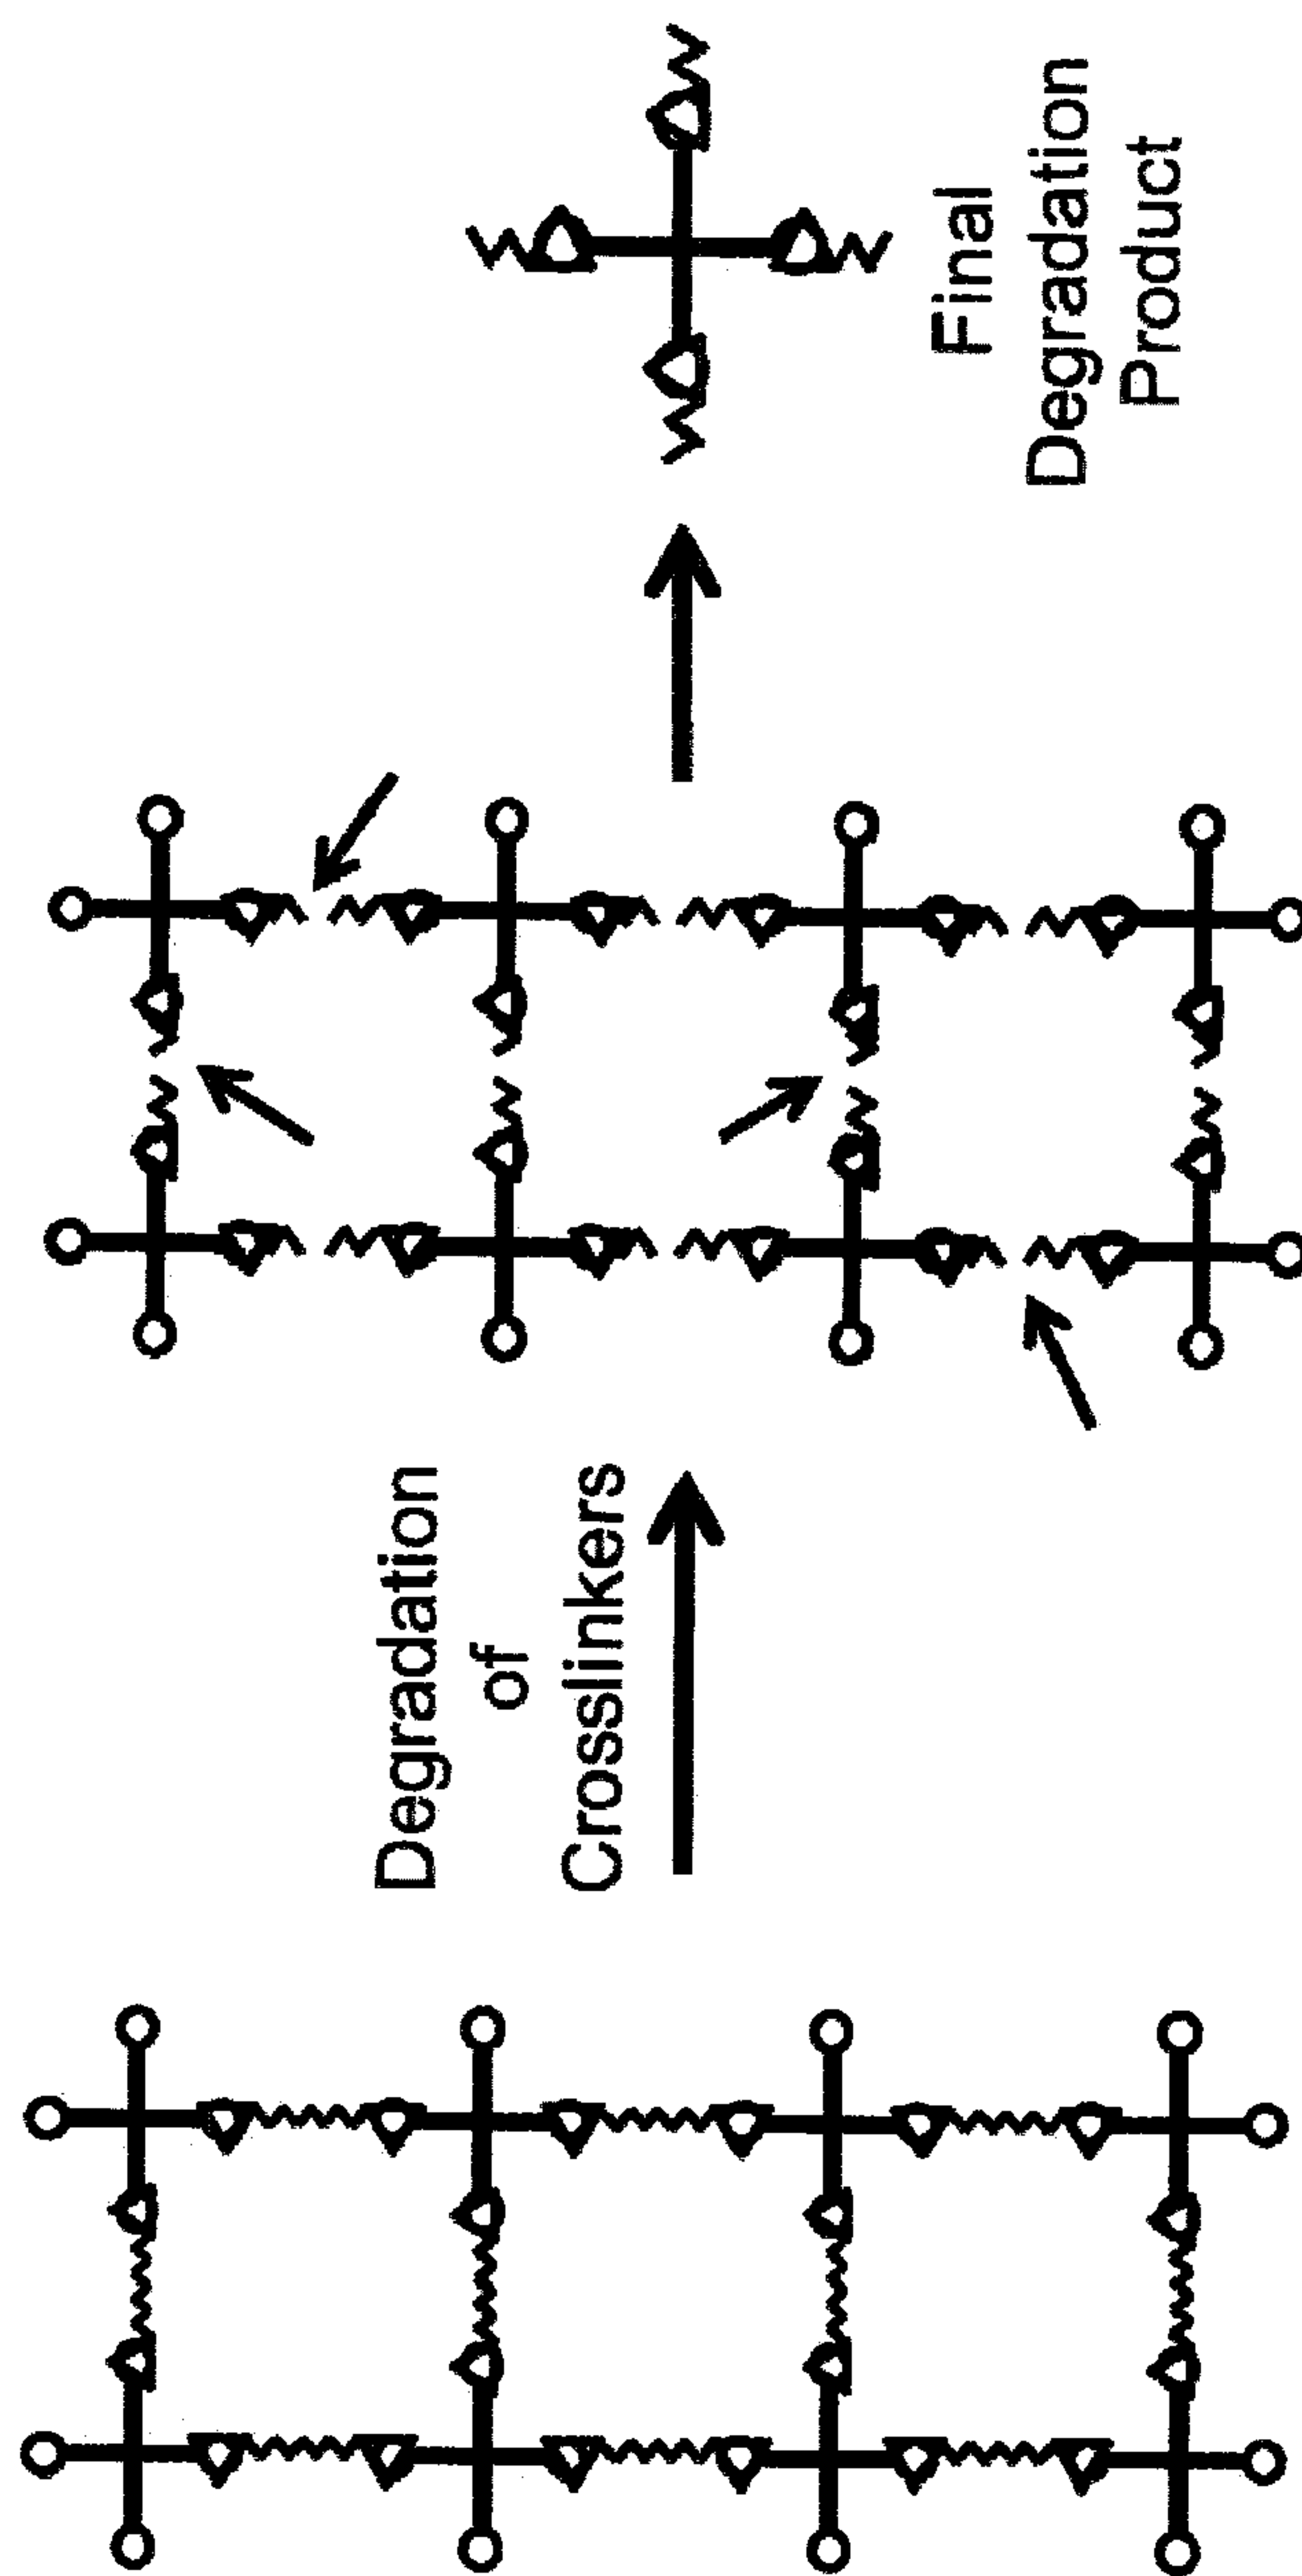 Degradation
of
Crosslinkers
Final
Degradation
Product